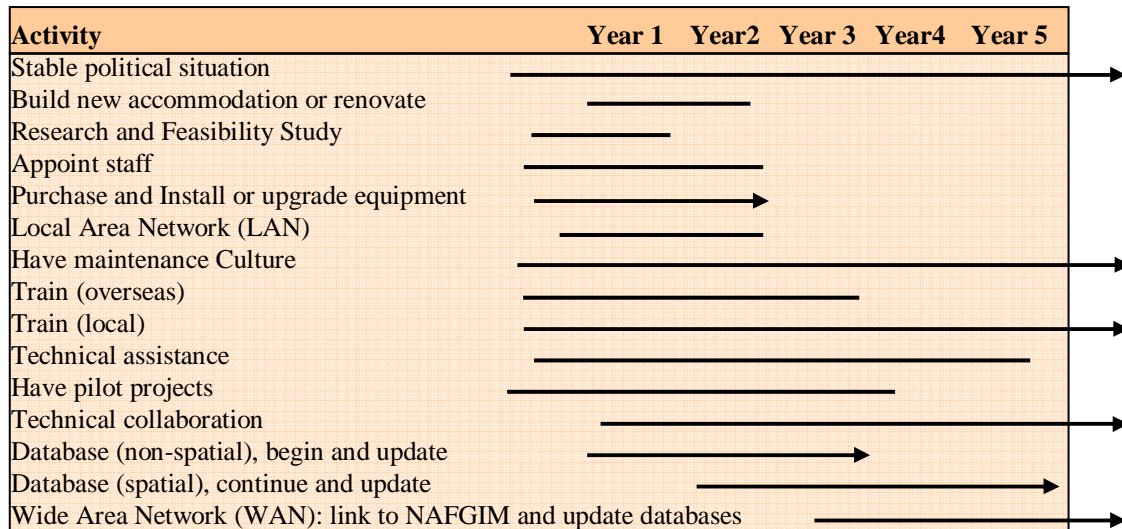 Activity Year 1 Year2 Year 3 Year4 Year 5
Stable political situation
Build new accommodation or renovate
Research and Feasibility Study
Appoint staff
Purchase and Install or upgrade equipment
Local Area Network (LAN)
Have maintenance Culture
Train (overseas)
Train (local)
Technical assistance
Have pilot projects
Technical collaboration
Database (non-spatial), begin and update
Database (spatial), continue and update
Wide Area Network (WAN): link to NAFGIM and update databases